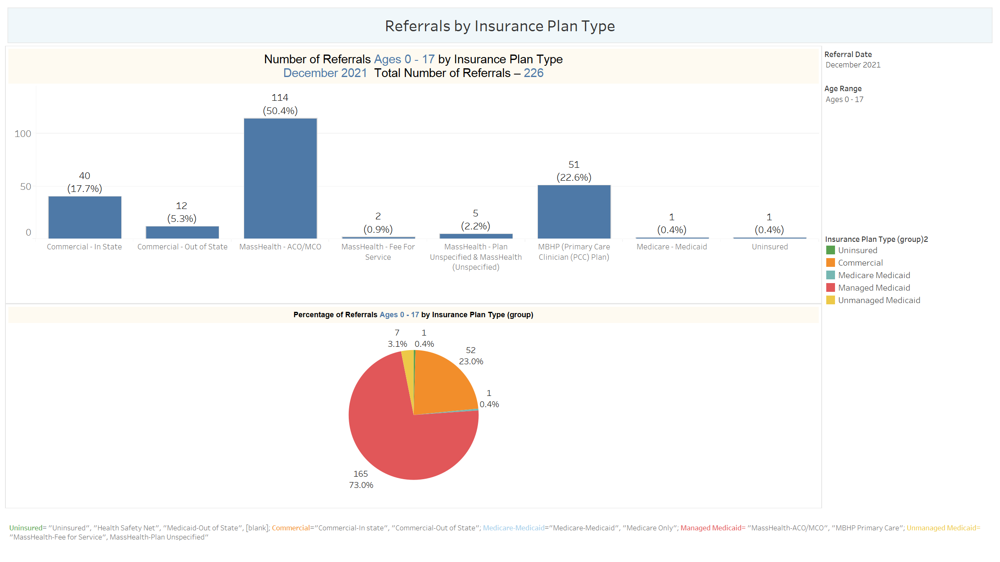 Referrals by Insurance Plan Type
Number of Referrals Ages 0 - 17 by Insurance Plan Type
December 2021  Total Number of Referrals – 226
Referral Date
December 2021
Age Range
Ages 0 - 17
100
50
0
40
(17.7%)
12
(5.3%)
114
(50.4%)
2
(0.9%)
5
(2.2%)
51
(22.6%)
1
(0.4%)
1
(0.4%)
Commercial - In State
Commercial - Out of State
MassHealth - ACO/MCO
MassHealth - Fee For
Service
MassHealth - Plan
Unspecified & MassHealth
(Unspecified)
MBHP (Primary Care
Clinician (PCC) Plan)
Medicare - Medicaid
Uninsured
Insurance Plan Type (group)2
Uninsured
Commercial
Medicare Medicaid
Managed Medicaid
Unmanaged Medicaid
Percentage of Referrals Ages 0 - 17 by Insurance Plan Type (group)
7
3.1%
1
0.4%
52
23.0%
1
0.4%
165
73.0%
Uninsured= "Uninsured", "Health Safety Net", "Medicaid-Out of State", [blank]; Commercial="Commercial-In state", "Commercial-Out of State"; Medicare-Medicaid="Medicare-Medicaid", "Medicare Only"; Managed Medicaid= "MassHealth-ACO/MCO", "MBHP Primary Care"; Unmanaged Medicaid=
"MassHealth-Fee for Service", MassHealth-Plan Unspecified"